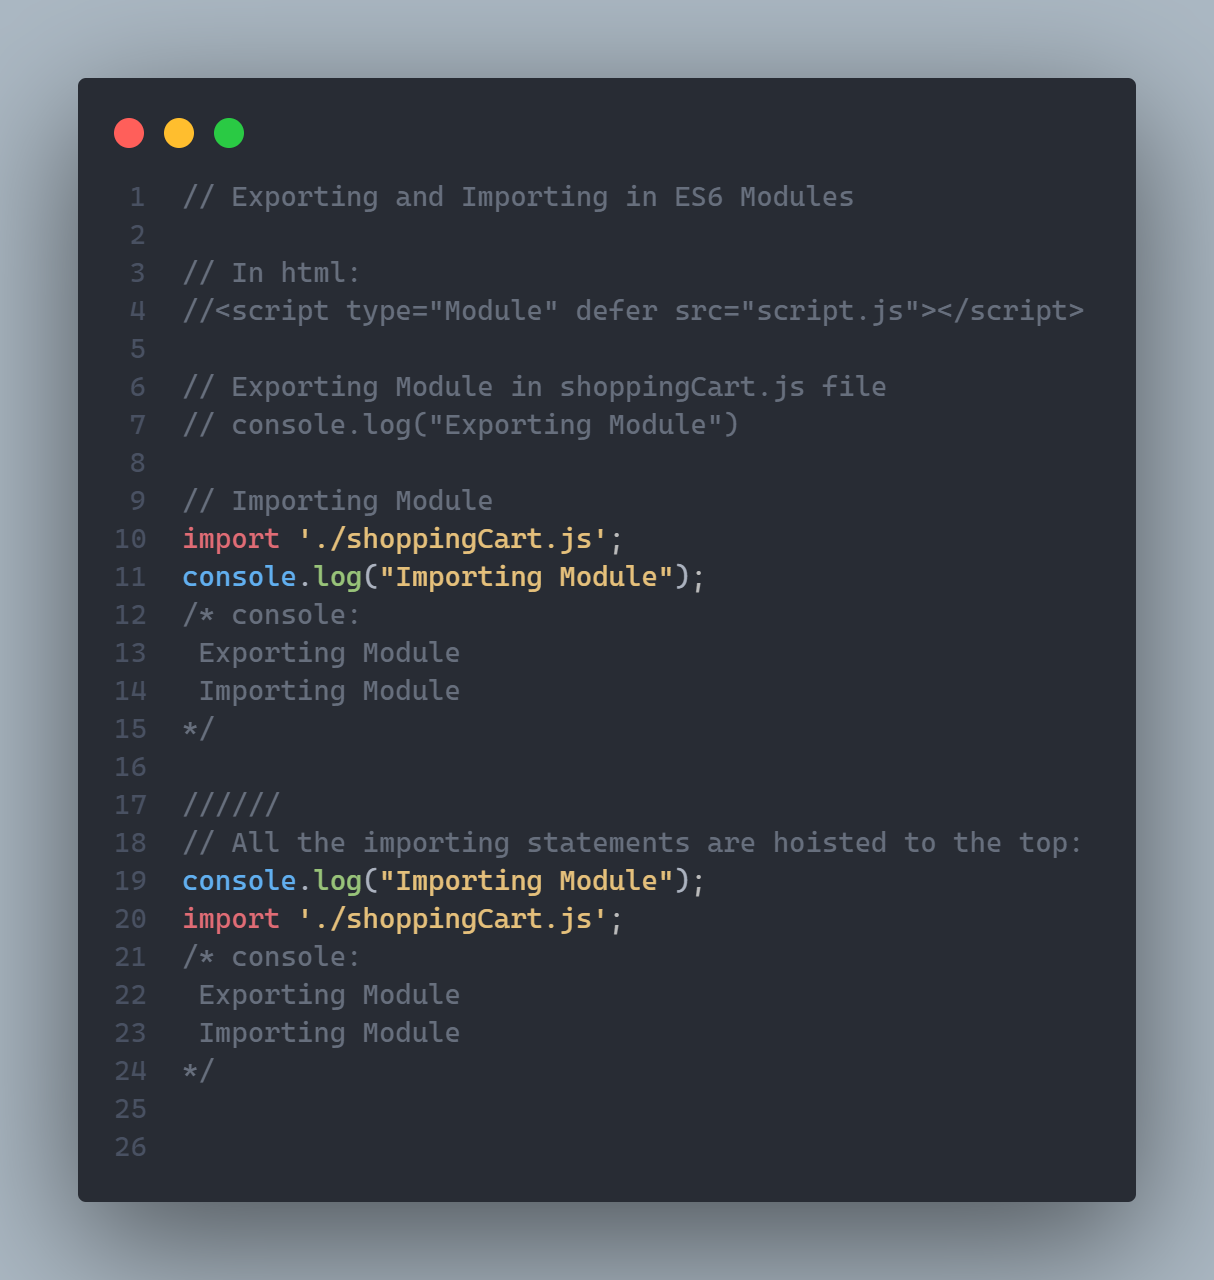 1 // Exporting and Importing in ES6 Modules
2
3 // In html:
4 //<script type="Module" defer src="script.js"></script>
5
6 // Exporting Module in shoppingCart.js file
7 // console.log("Exporting Module")
8
9 // Importing Module
10 import './shoppingCart.js';
11 console.log("Importing Module");
12 /* console:
13  Exporting Module
14  Importing Module
15 */
16
17 //////
18 // All the importing statements are hoisted to the top:
19 console.log("Importing Module");
20 import './shoppingCart.js';
21 /* console:
22  Exporting Module
23  Importing Module
24 */
25
26